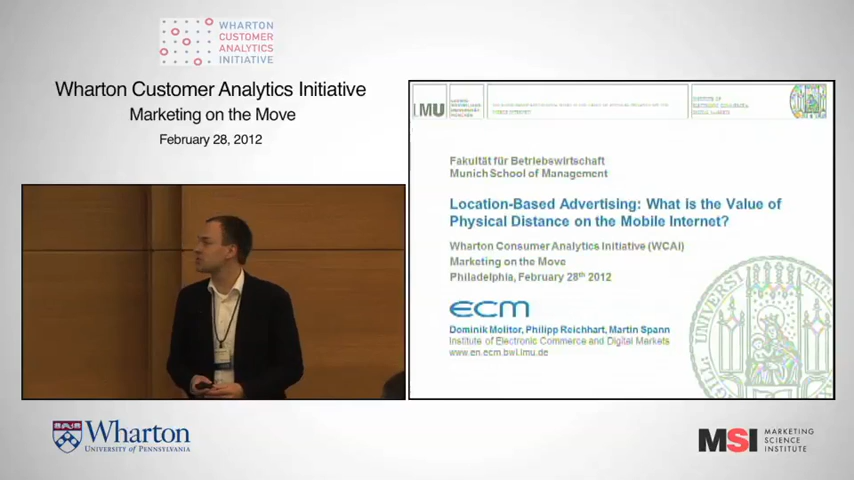 WHARTON
CUSTOMER
ANALYTICS
INITIATIVE
Wharton Customer Analytics Initiative
Marketing on the Move
February 28, 2012
LMU
Fakultät für Betriebswirtschaft
Munich School of Management
Location-Based Advertising: What is the Value of
Physical Distance on the Mobile Internet?
Wharton Consumer Analytics Initiative (WCAI)
Marketing on the Move
Philadelphia, February 28th 2012
ecm
Dominik Molitor, Philipp Reichhart, Martin Spann
Institute of Electronic Commerce and Digital Markets
www.en.ecm.bwl.lmu.de
Wharton
UNIVERSITY of PENNSYLVANIA
MSI
MARKETING
SCIENCE
INSTITUTE